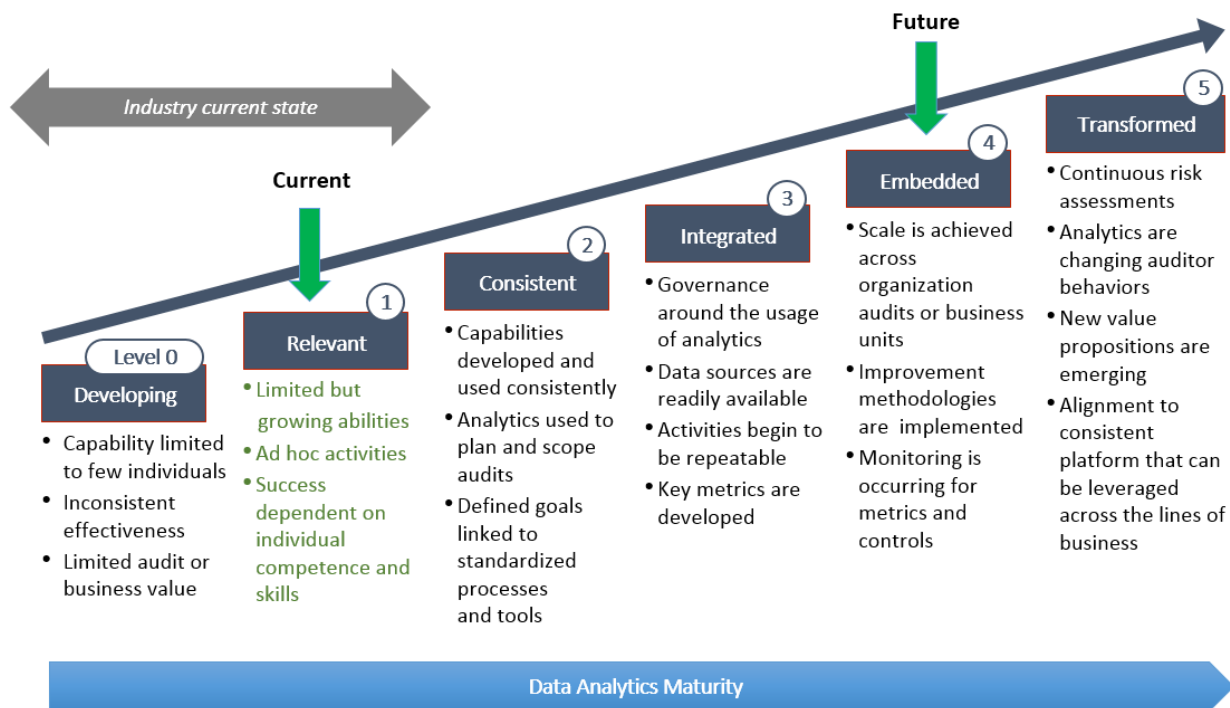 Future
Industry current state
5
Transformed
Current
4
Embedded
3
Integrated
2
Consistent
1
Relevant
Level 0
Developing
• Capability limited
to few individuals
• Inconsistent
effectiveness
• Limited audit or
business value
• Limited but
growing abilities
• Ad hoc activities
• Success
dependent on
individual
competence and
skills
• Capabilities
developed and
used consistently
• Analytics used to
plan and scope
audits
• Defined goals
linked to
standardized
processes
and tools
• Governance
around the usage
of analytics
• Data sources are
readily available
• Activities begin to
be repeatable
• Key metrics are
developed
• Scale is achieved
across
organization
audits or business
units
• Improvement
methodologies
are implemented
• Monitoring is
occurring for
metrics and
controls
• Continuous risk
assessments
• Analytics are
changing auditor
behaviors
• New value
propositions are
emerging
• Alignment to
consistent
platform that can
be leveraged
across the lines of
business
Data Analytics Maturity